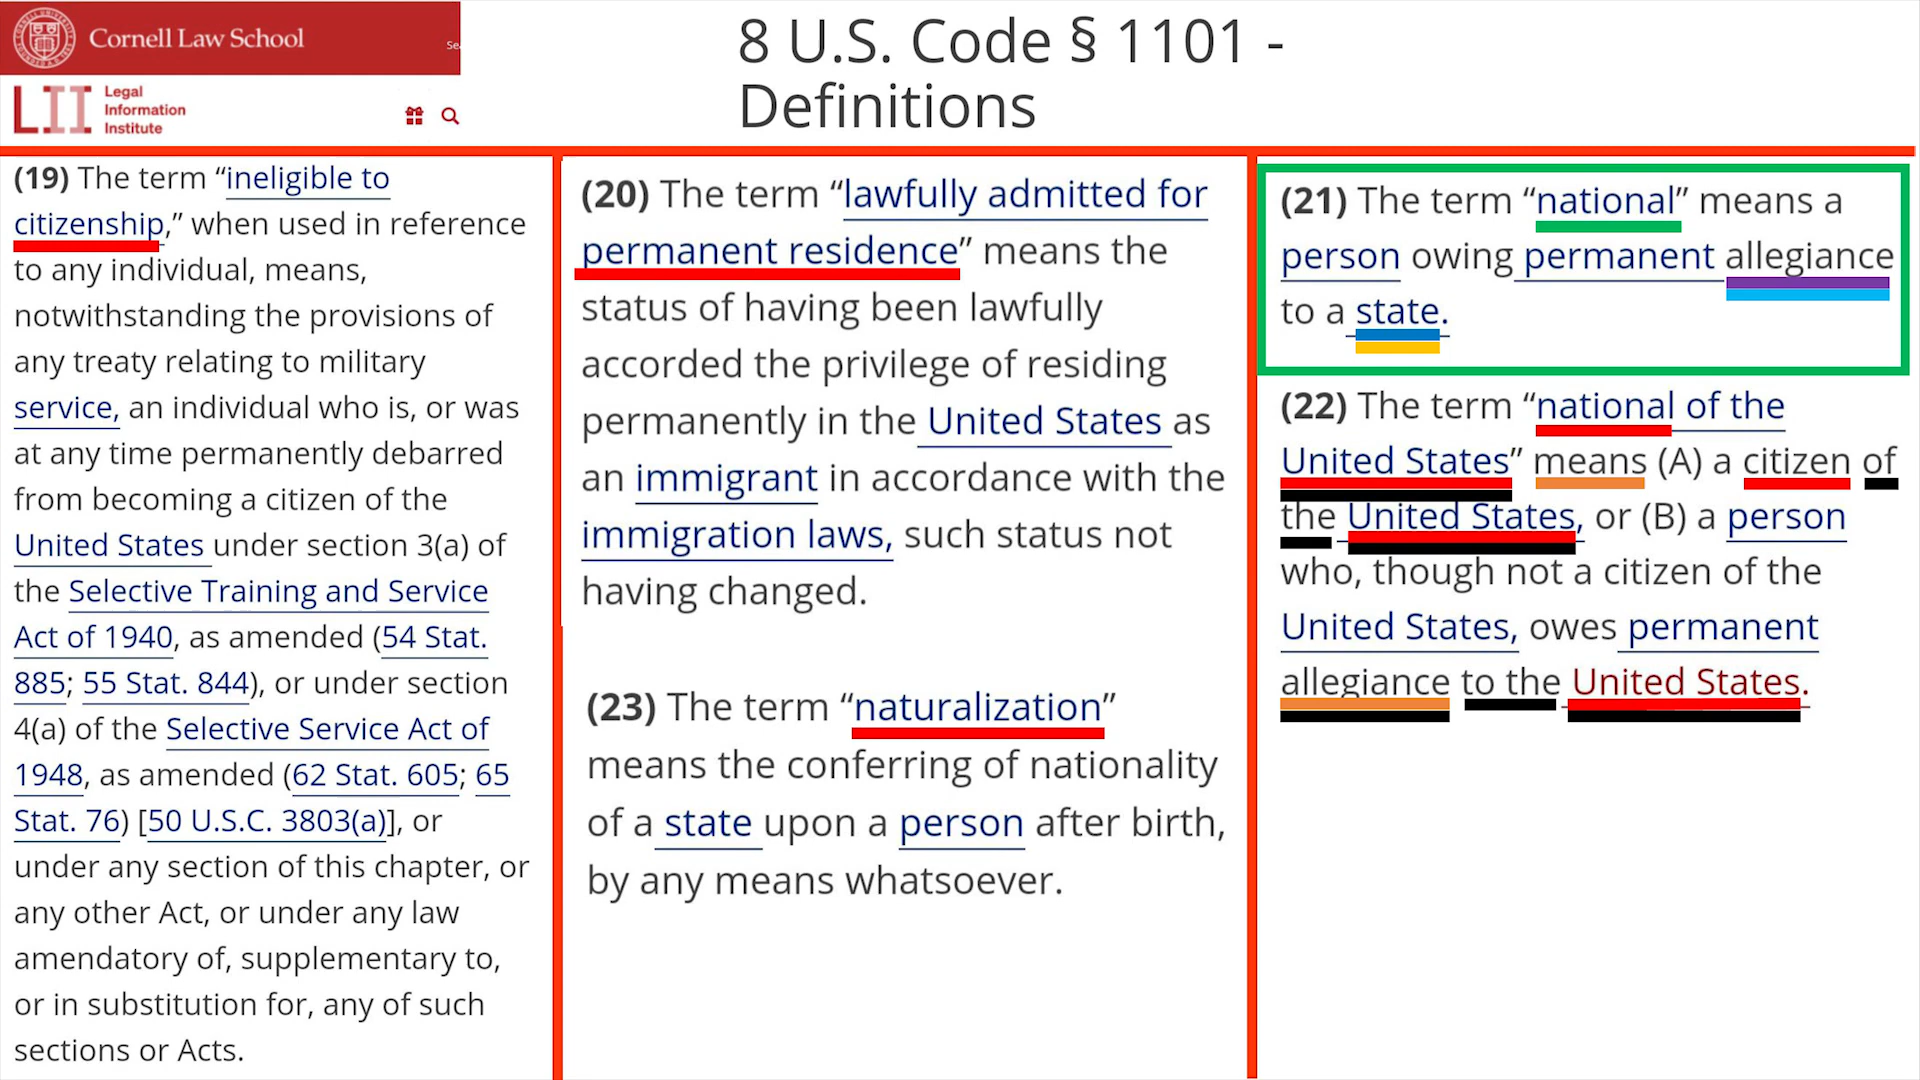 Cornell Law School
LII
Legal
Information
Institute
8 U.S. Code § 1101 -
Definitions
(19) The term “ineligible to
citizenship,” when used in reference
to any individual, means,
notwithstanding the provisions of
any treaty relating to military
service, an individual who is, or was
at any time permanently debarred
from becoming a citizen of the
United States under section 3(a) of
the Selective Training and Service
Act of 1940, as amended (54 Stat.
885; 55 Stat. 844), or under section
4(a) of the Selective Service Act of
1948, as amended (62 Stat. 605; 65
Stat. 76) [50 U.S.C. 3803(a)], or
under any section of this chapter, or
any other Act, or under any law
amendatory of, supplementary to,
or in substitution for, any of such
sections or Acts.
(20) The term “lawfully admitted for
permanent residence” means the
status of having been lawfully
accorded the privilege of residing
permanently in the United States as
an immigrant in accordance with the
immigration laws, such status not
having changed.
(23) The term “naturalization”
means the conferring of nationality
of a state upon a person after birth,
by any means whatsoever.
(21) The term “national” means a
person owing permanent allegiance
to a state.
(22) The term “national of the
United States” means (A) a citizen of
the United States, or (B) a person
who, though not a citizen of the
United States, owes permanent
allegiance to the United States.